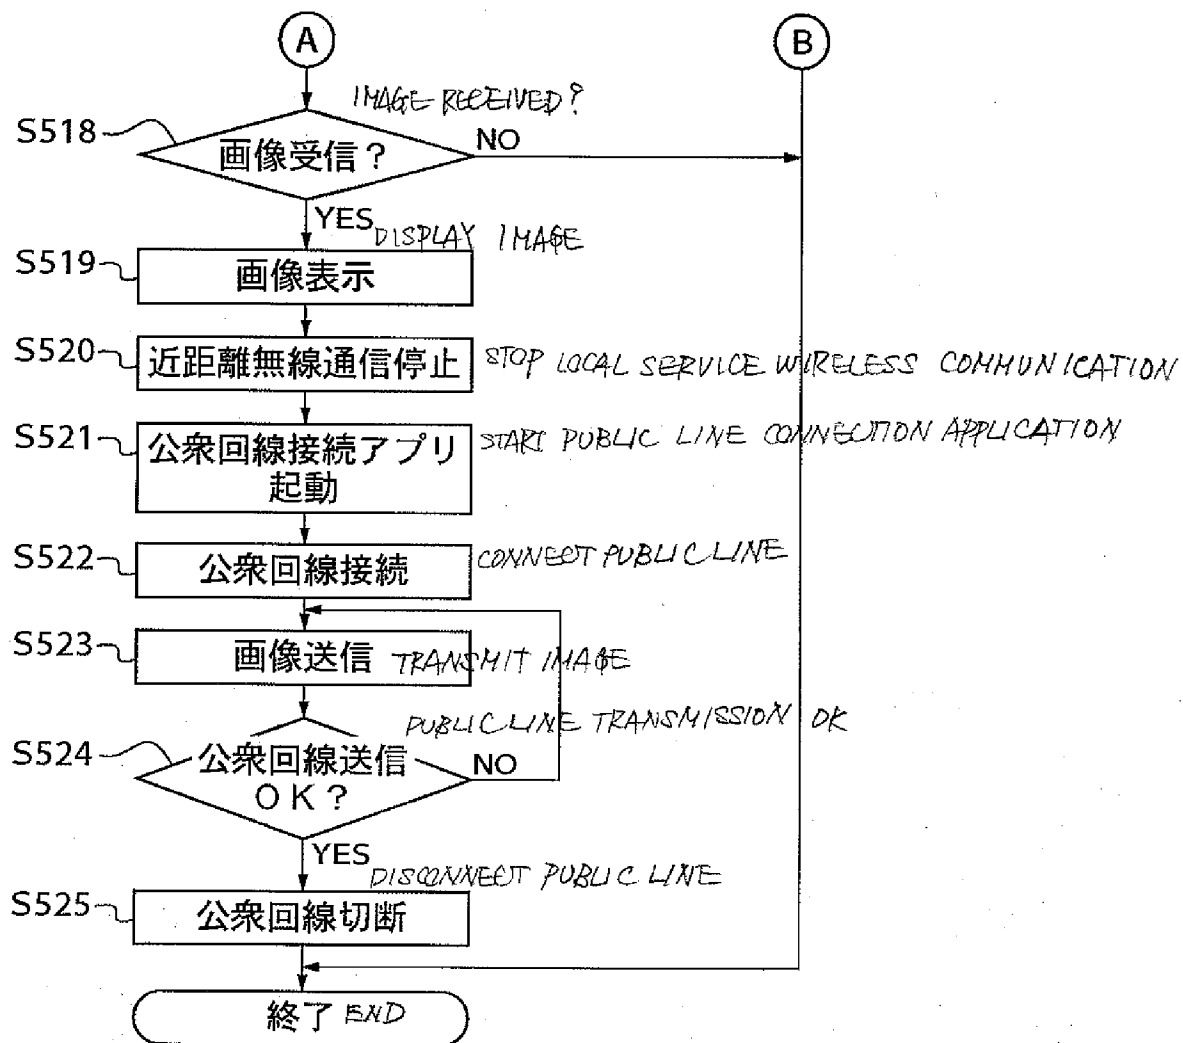 A
B
IMAGE RECEIVED?
S518
画像受信？
NO
YES
DISPLAY IMAGE
S519
画像表示
S520
近距離無線通信停止
STOP LOCAL SERVICE WIRELESS COMMUNICATION
S521
公衆回線接続アプリ
起動
START PUBLIC LINE CONNECTION APPLICATION
S522
公衆回線接続
CONNECT PUBLIC LINE
S523
画像送信
TRANSMIT IMAGE
PUBLIC LINE TRANSMISSION OK
S524
公衆回線送信
ＯＫ？
NO
YES
DISCONNECT PUBLIC LINE
S525
公衆回線切断
終了 END